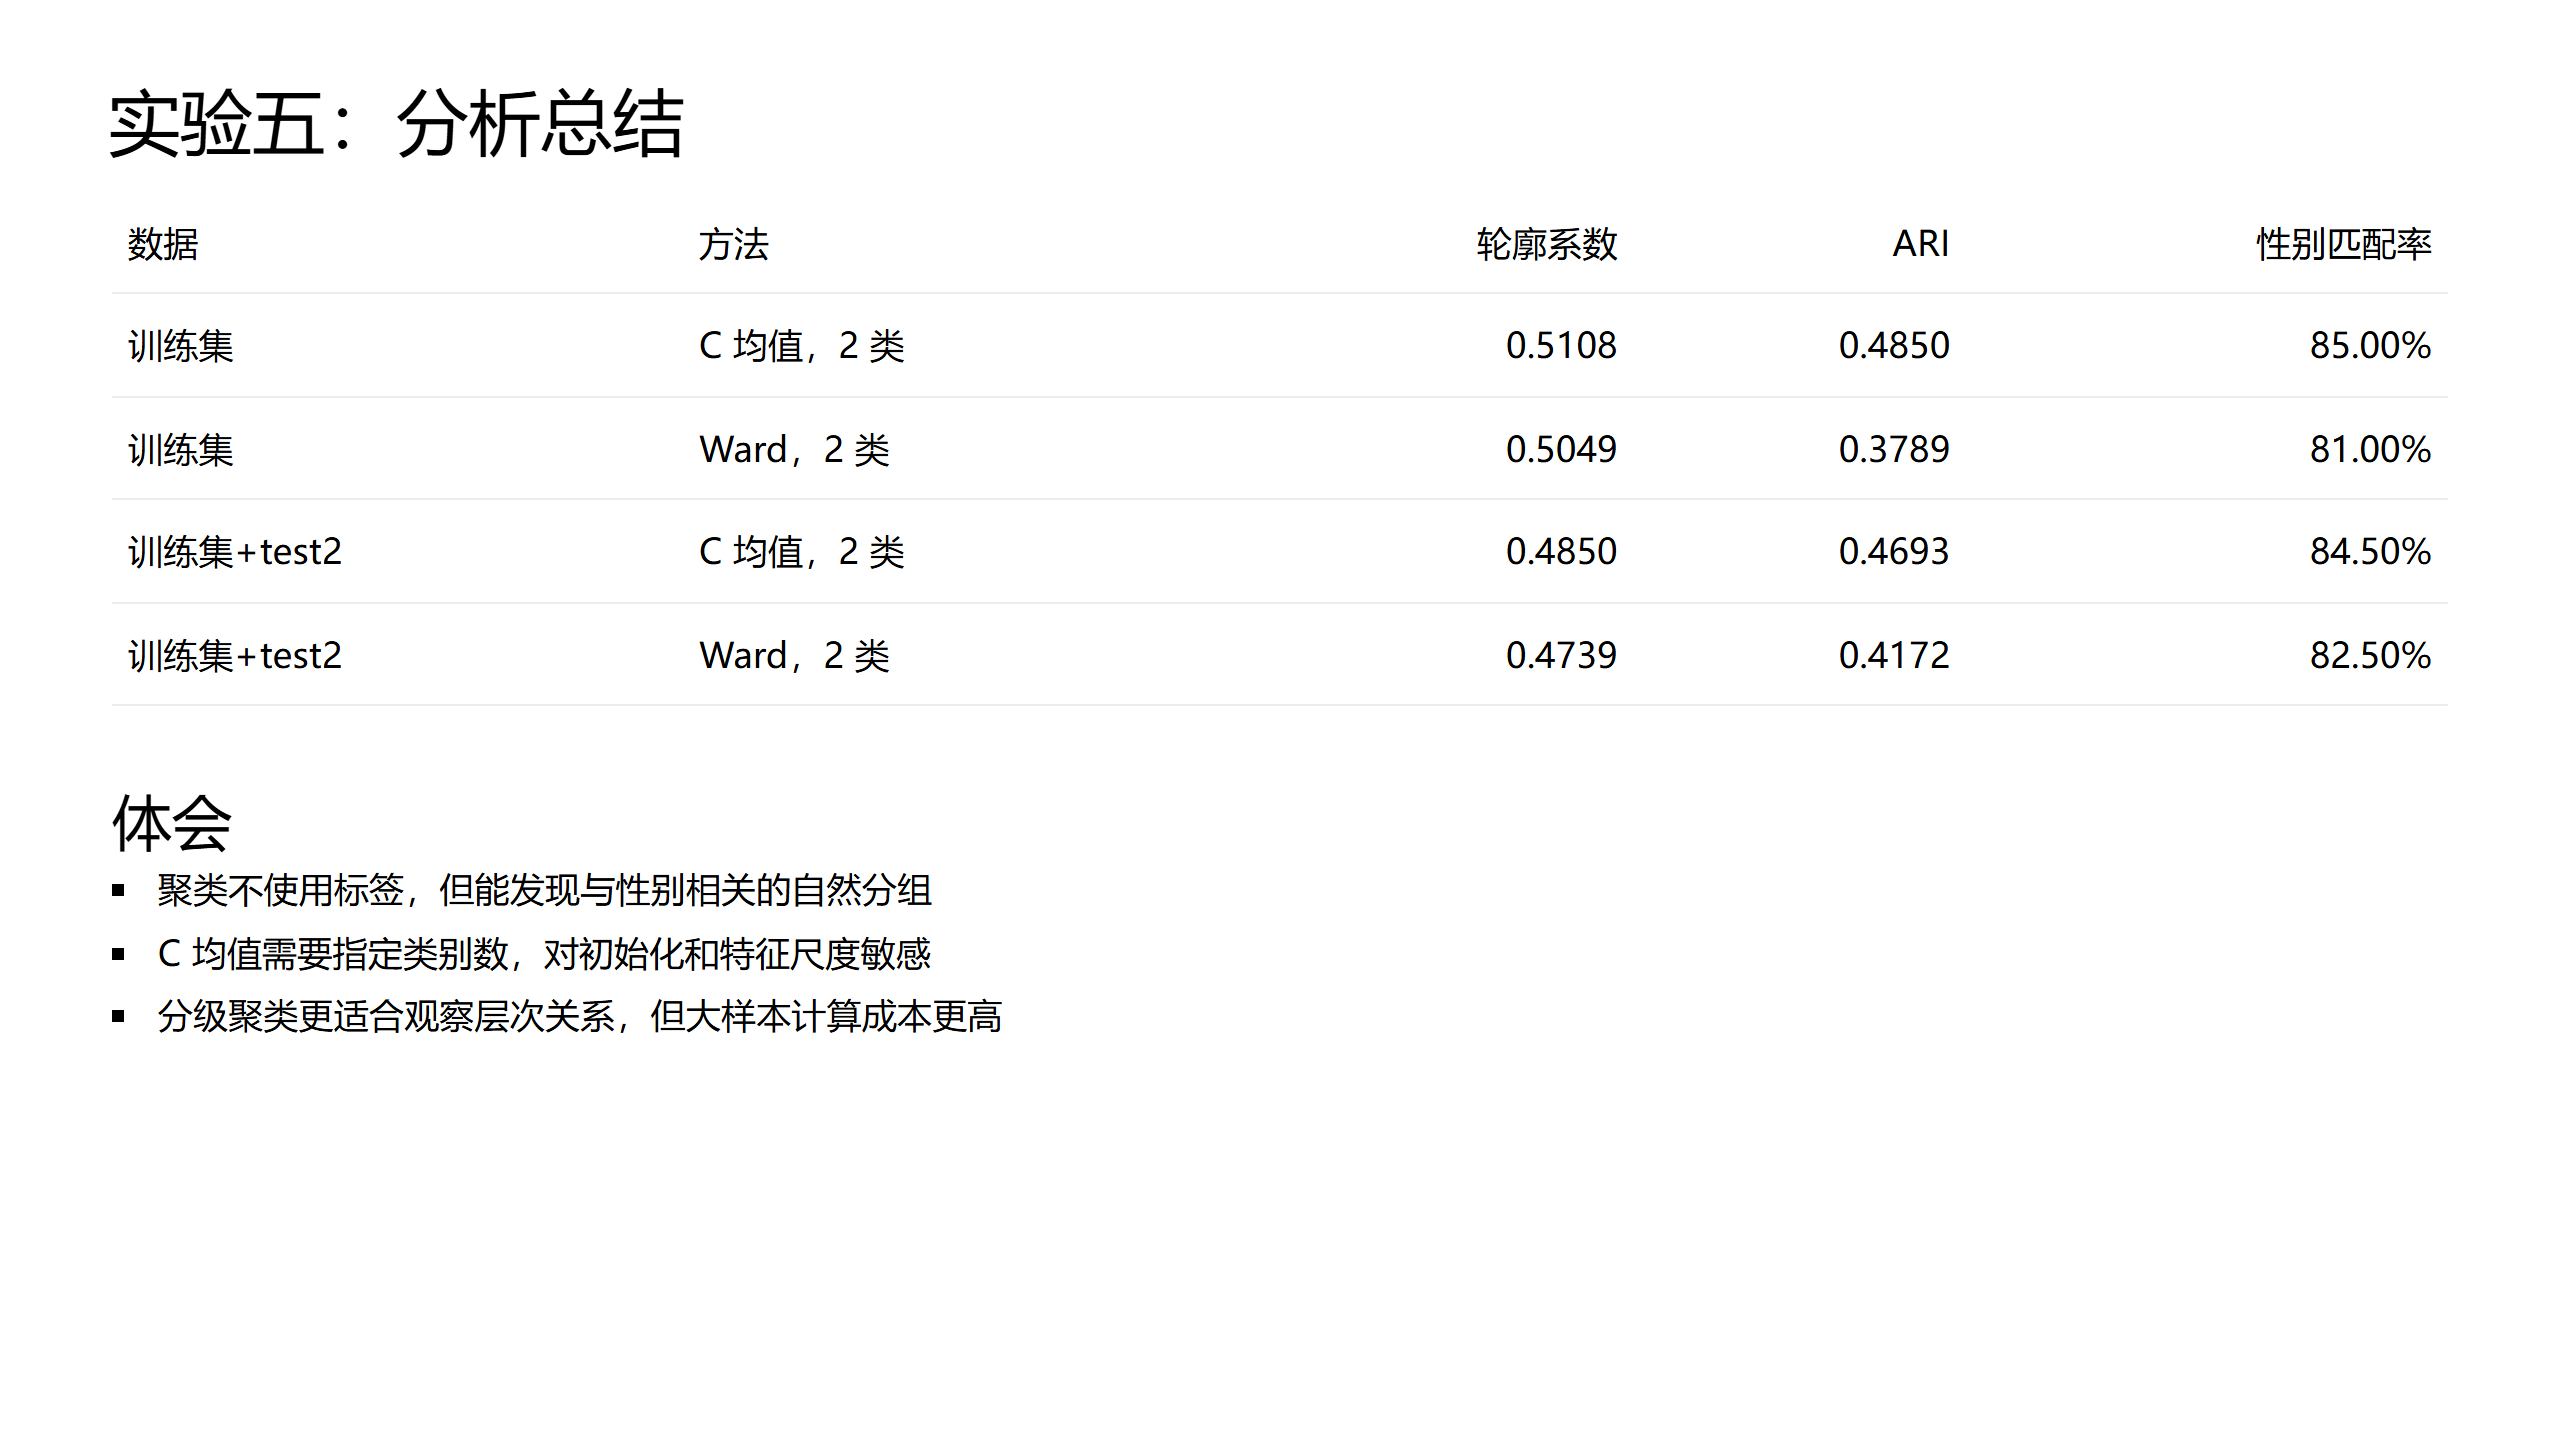 实验五：分析总结
数据 方法 轮廓系数 ARI 性别匹配率
训练集 C 均值，2 类 0.5108 0.4850 85.00%
训练集 Ward，2 类 0.5049 0.3789 81.00%
训练集+test2 C 均值，2 类 0.4850 0.4693 84.50%
训练集+test2 Ward，2 类 0.4739 0.4172 82.50%
体会
▪ 聚类不使用标签，但能发现与性别相关的自然分组
▪ C 均值需要指定类别数，对初始化和特征尺度敏感
▪ 分级聚类更适合观察层次关系，但大样本计算成本更高